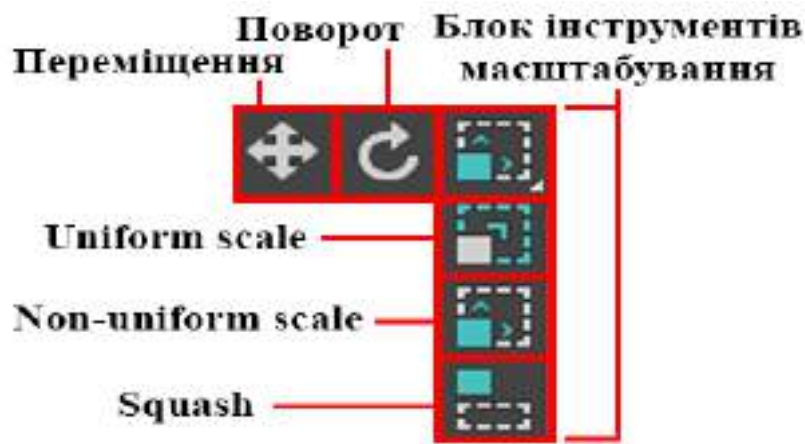 Поворот
Переміщення
Блок інструментів
масштабування
Uniform scale
Non-uniform scale
Squash